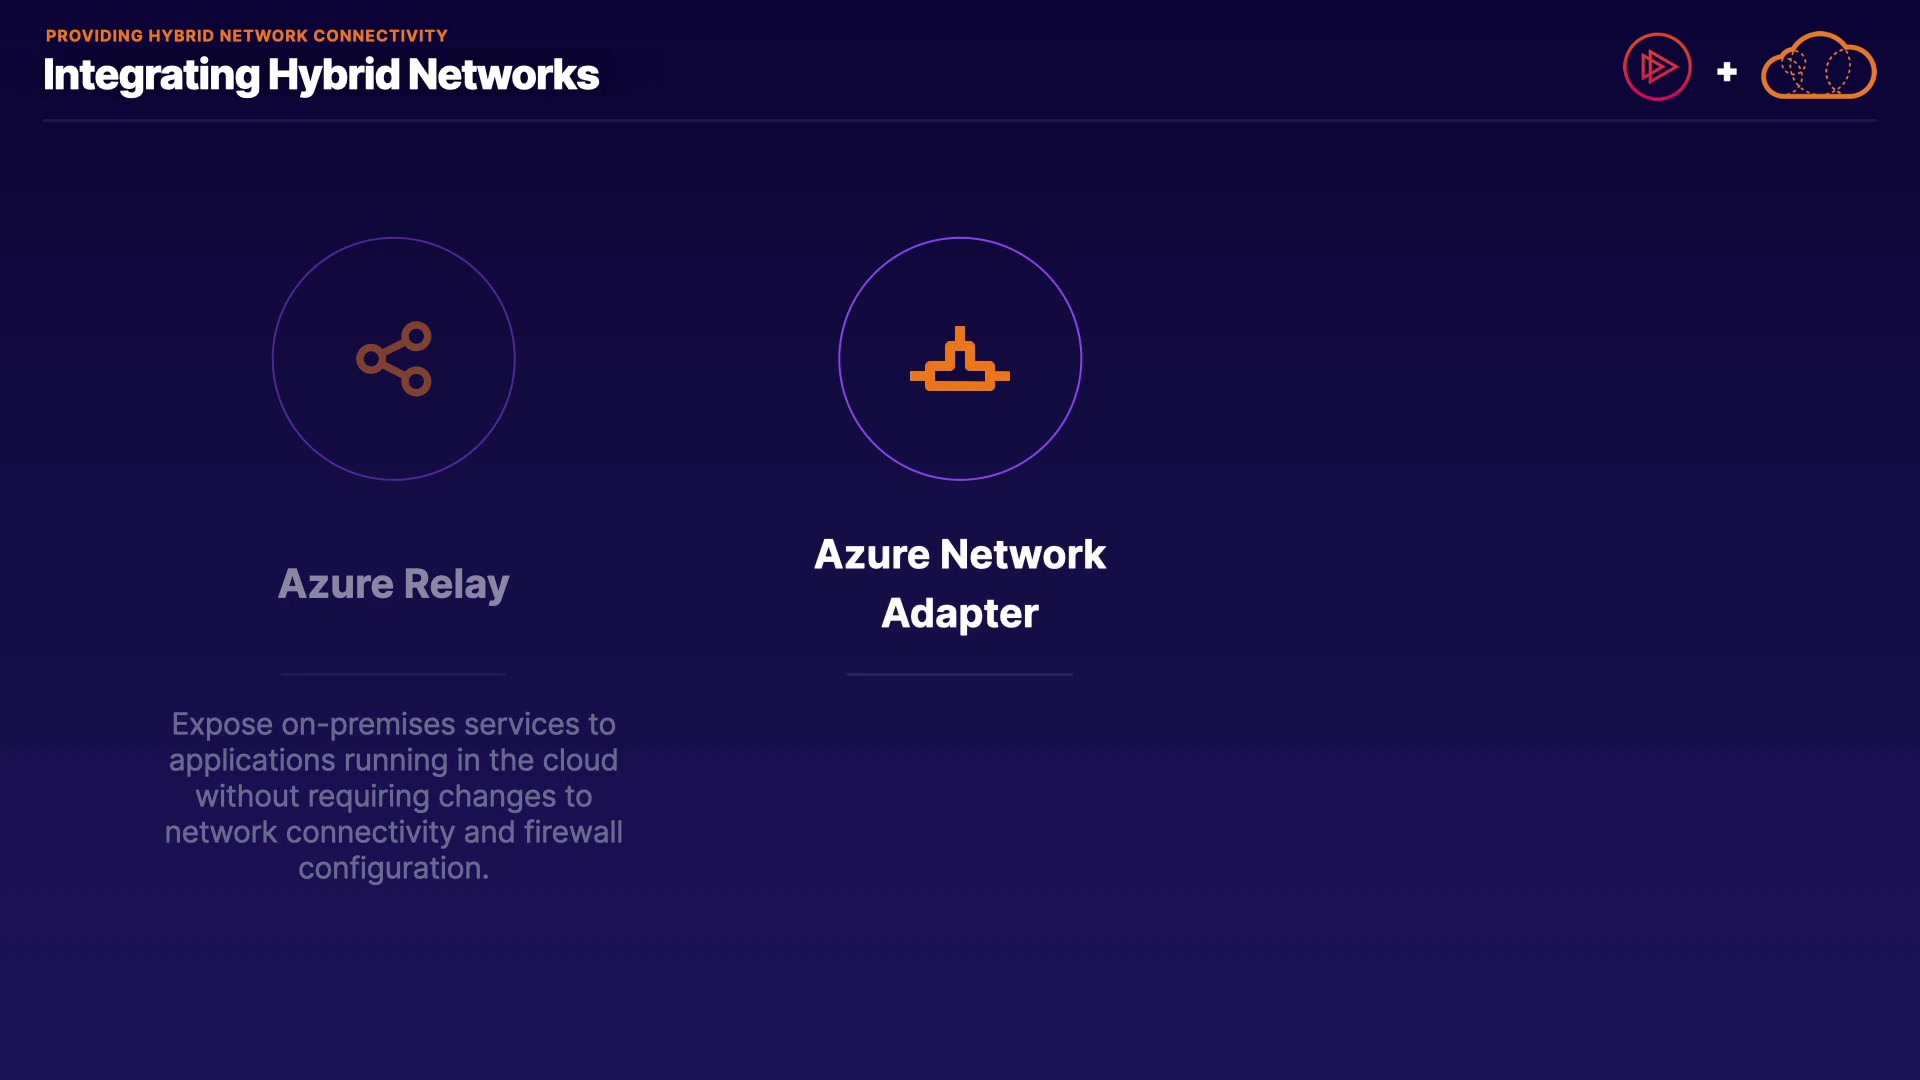 PROVIDING HYBRID NETWORK CONNECTIVITY
Integrating Hybrid Networks
Azure Relay
Expose on-premises services to
applications running in the cloud
without requiring changes to
network connectivity and firewall
configuration.
Azure Network
Adapter